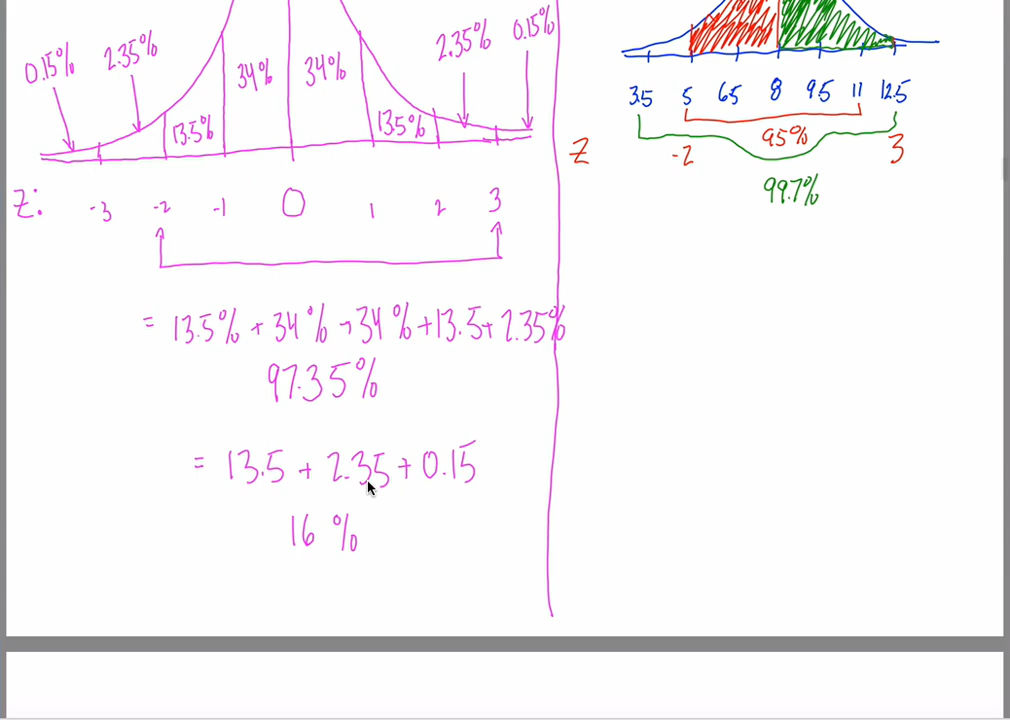 0.15%
2.35%
34%
34%
2.35%
0.15%
13.5%
13.5%
Z: -3 -2 -1 0 1 2 3
= 13.5% + 34% + 34% + 13.5 + 2.35%
97.35%
= 13.5 + 2.35 + 0.15
16 %
3.5 5 6.5 8 9.5 11 12.5
95%
Z -2 3
99.7%